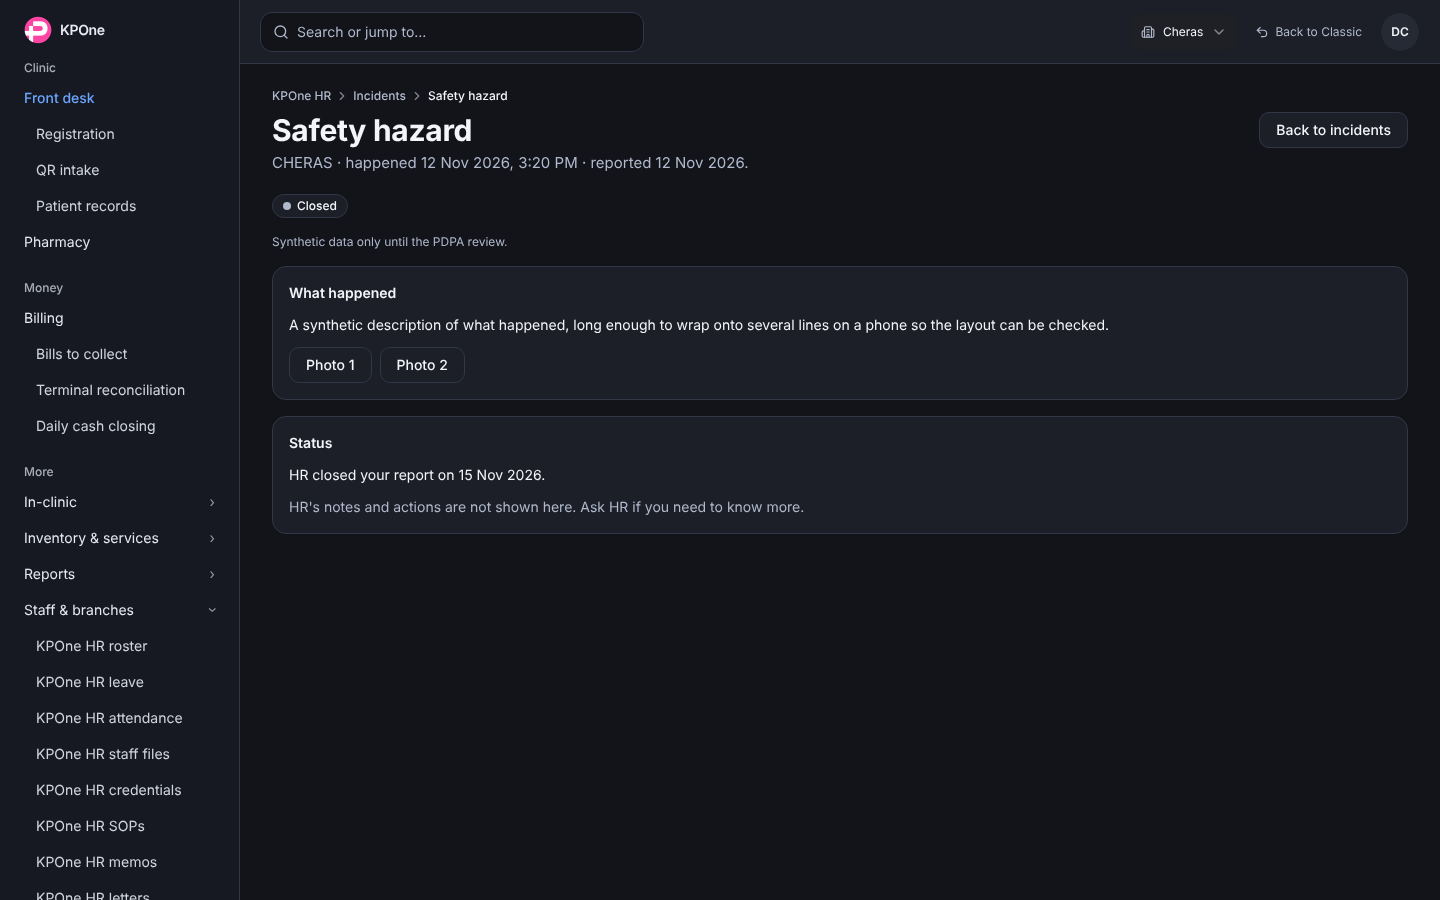 KPOne
Clinic
Front desk
Registration
QR intake
Patient records
Pharmacy
Money
Billing
Bills to collect
Terminal reconciliation
Daily cash closing
More
In-clinic
Inventory & services
Reports
Staff & branches
KPOne HR roster
KPOne HR leave
KPOne HR attendance
KPOne HR staff files
KPOne HR credentials
KPOne HR SOPs
KPOne HR memos
KPOne HR letters
Search or jump to...
Cheras
Back to Classic
DC
KPOne HR > Incidents > Safety hazard
Safety hazard
Back to incidents
CHERAS · happened 12 Nov 2026, 3:20 PM · reported 12 Nov 2026.
Closed
Synthetic data only until the PDPA review.
What happened
A synthetic description of what happened, long enough to wrap onto several lines on a phone so the layout can be checked.
Photo 1
Photo 2
Status
HR closed your report on 15 Nov 2026.
HR's notes and actions are not shown here. Ask HR if you need to know more.